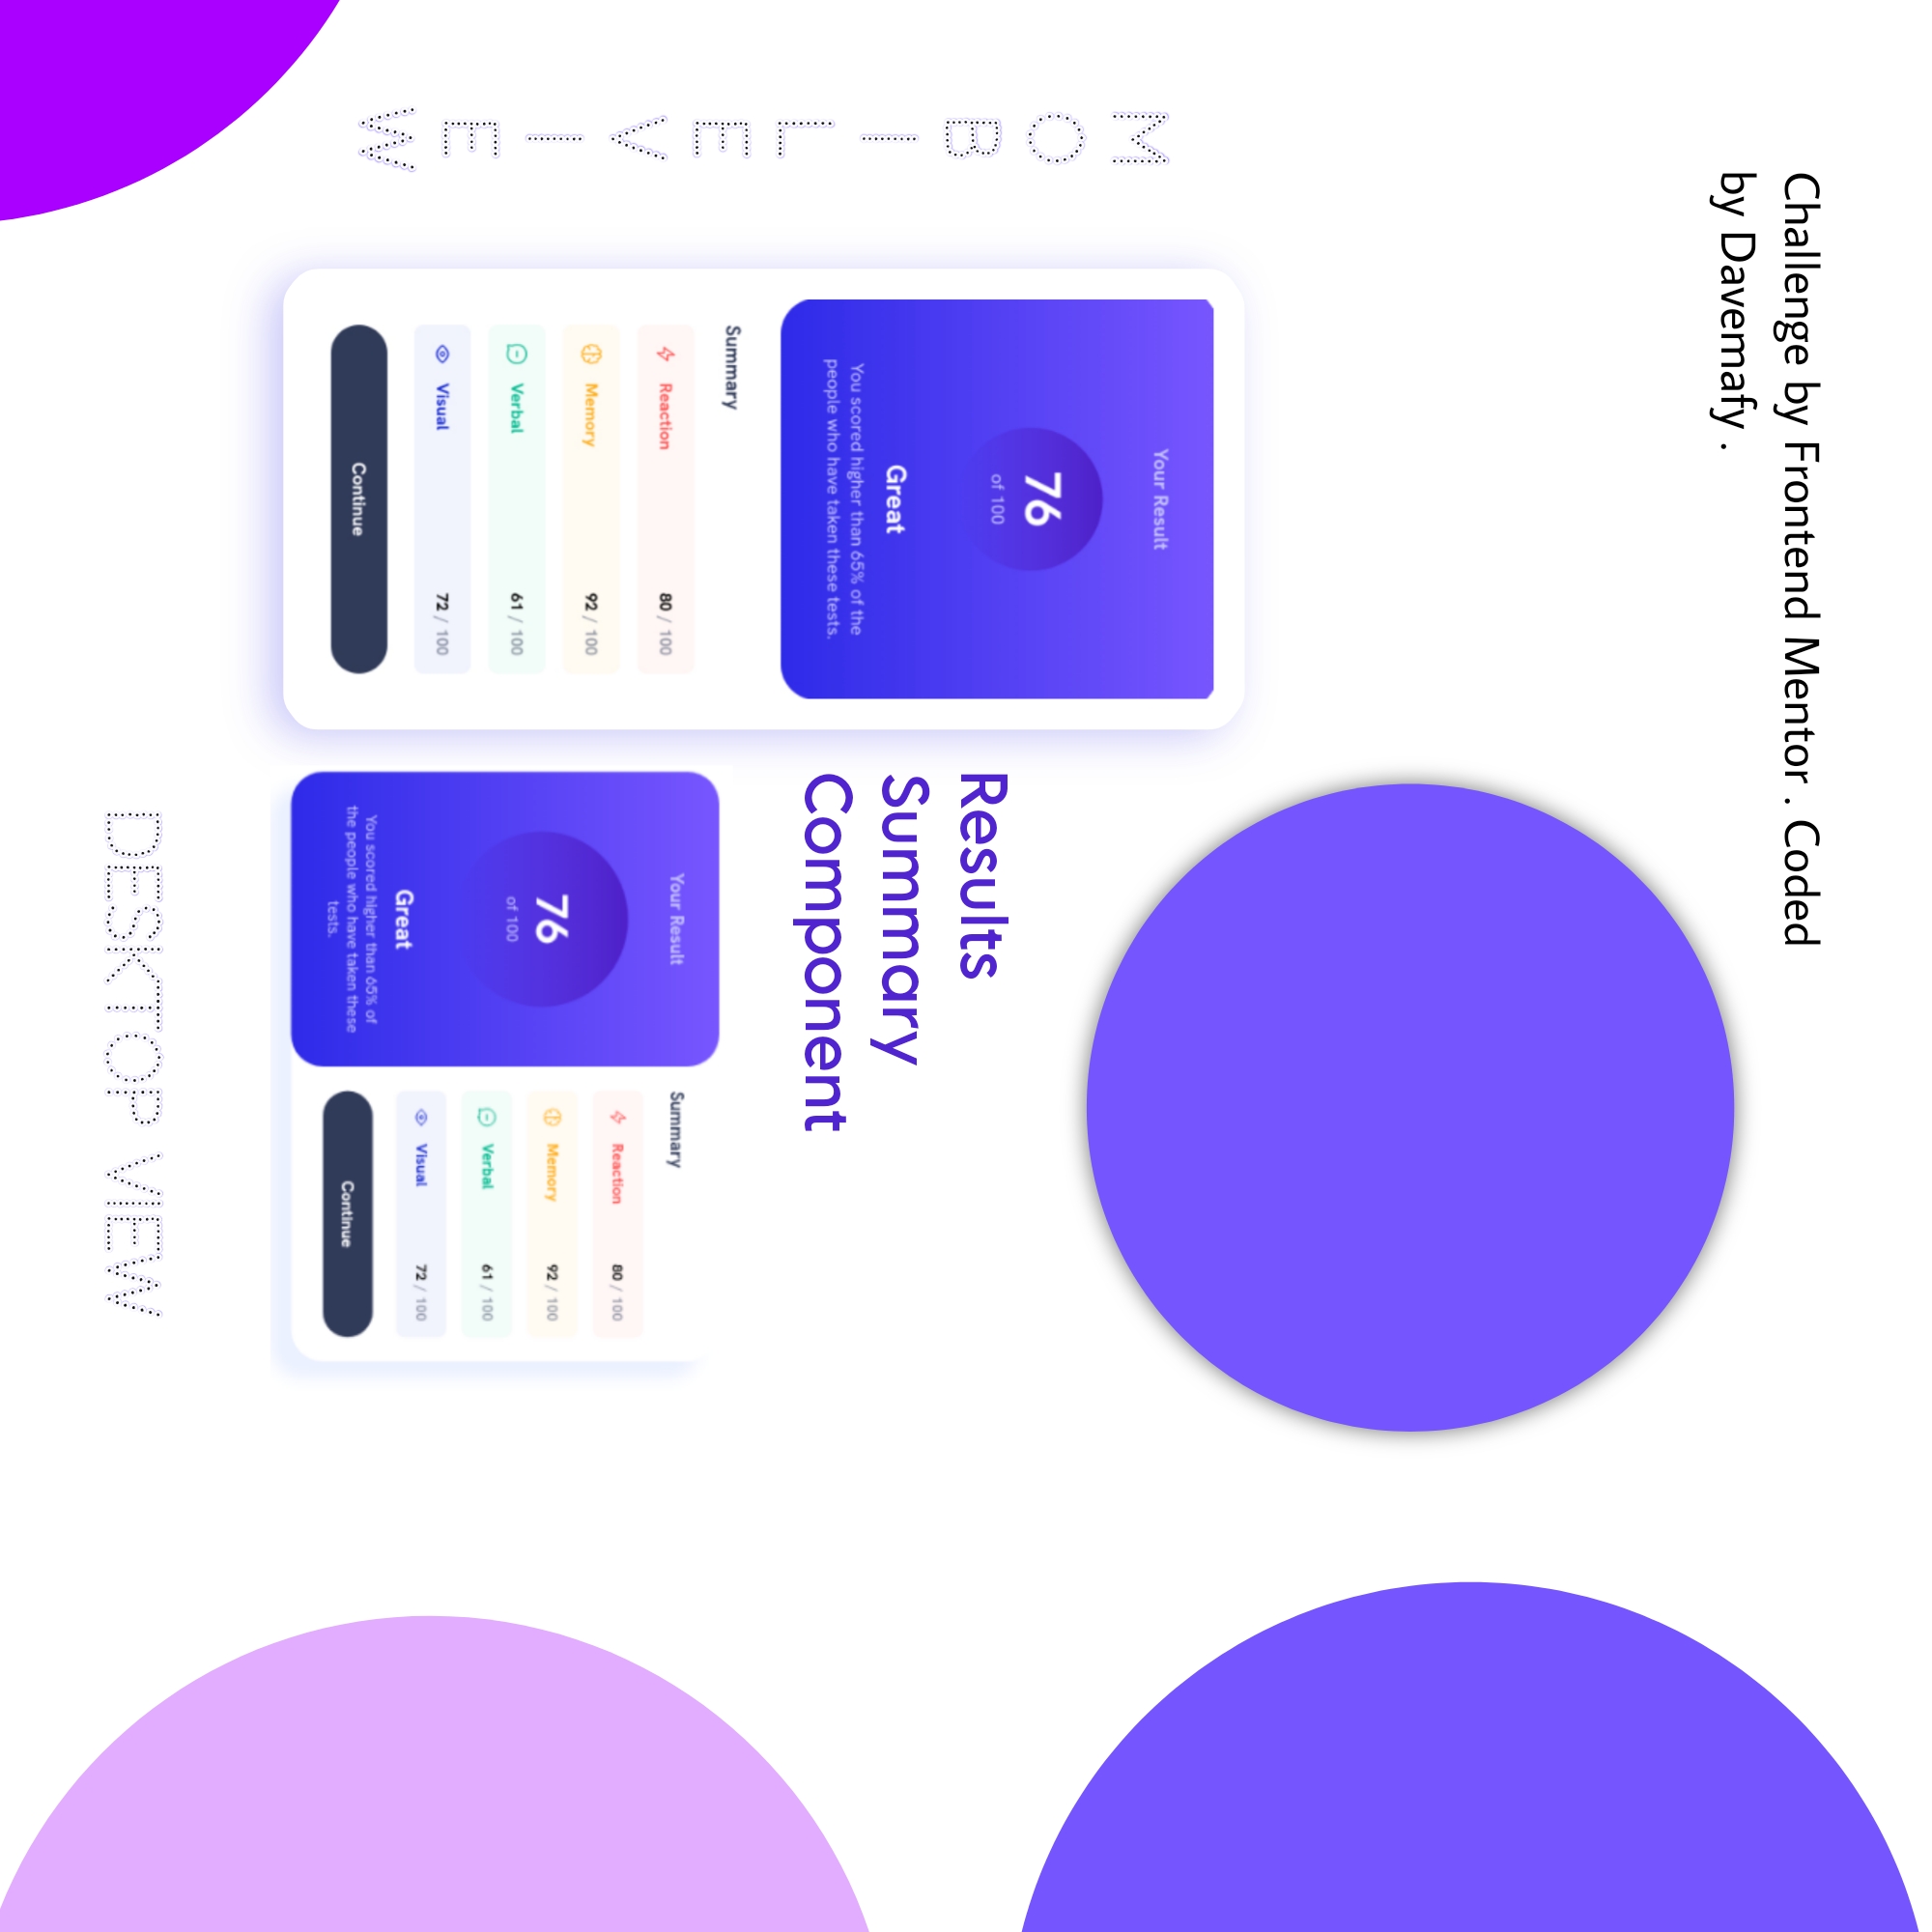 Challenge by Frontend Mentor . Coded
by Davemafy .
MOBILE VIEW
Your Result
76
of 100
Great
You scored higher than 65% of the
people who have taken these tests.
Summary
Reaction 80 / 100
Memory 92 / 100
Verbal 61 / 100
Visual 72 / 100
Continue
Results
Summary
Component
Your Result
76
of 100
Great
You scored higher than 65% of
the people who have taken these
tests.
Summary
Reaction 80 / 100
Memory 92 / 100
Verbal 61 / 100
Visual 72 / 100
Continue
DESKTOP VIEW